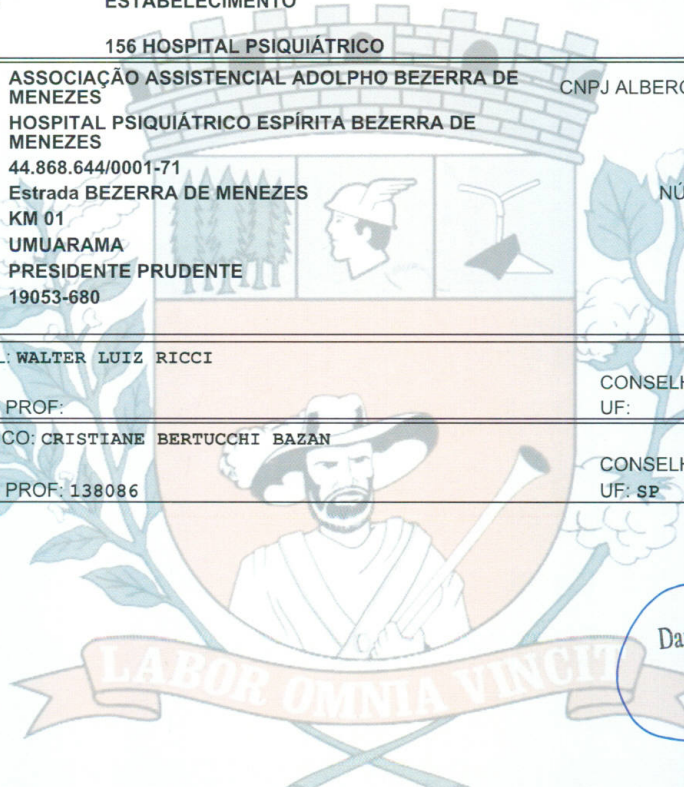 ESTABELECIMENTO
156 HOSPITAL PSIQUIÁTRICO
ASSOCIAÇÃO ASSISTENCIAL ADOLPHO BEZERRA DE
MENEZES
CNPJ ALBERG
HOSPITAL PSIQUIÁTRICO ESPÍRITA BEZERRA DE
MENEZES
44.868.644/0001-71
Estrada BEZERRA DE MENEZES
NÚ
KM 01
UMUARAMA
PRESIDENTE PRUDENTE
19053-680
L: WALTER LUIZ RICCI
CONSELH
PROF:
UF:
CO: CRISTIANE BERTUCCHI BAZAN
CONSELH
PROF: 138086
UF: SP
Da
LABOR OMNIA VINCIT